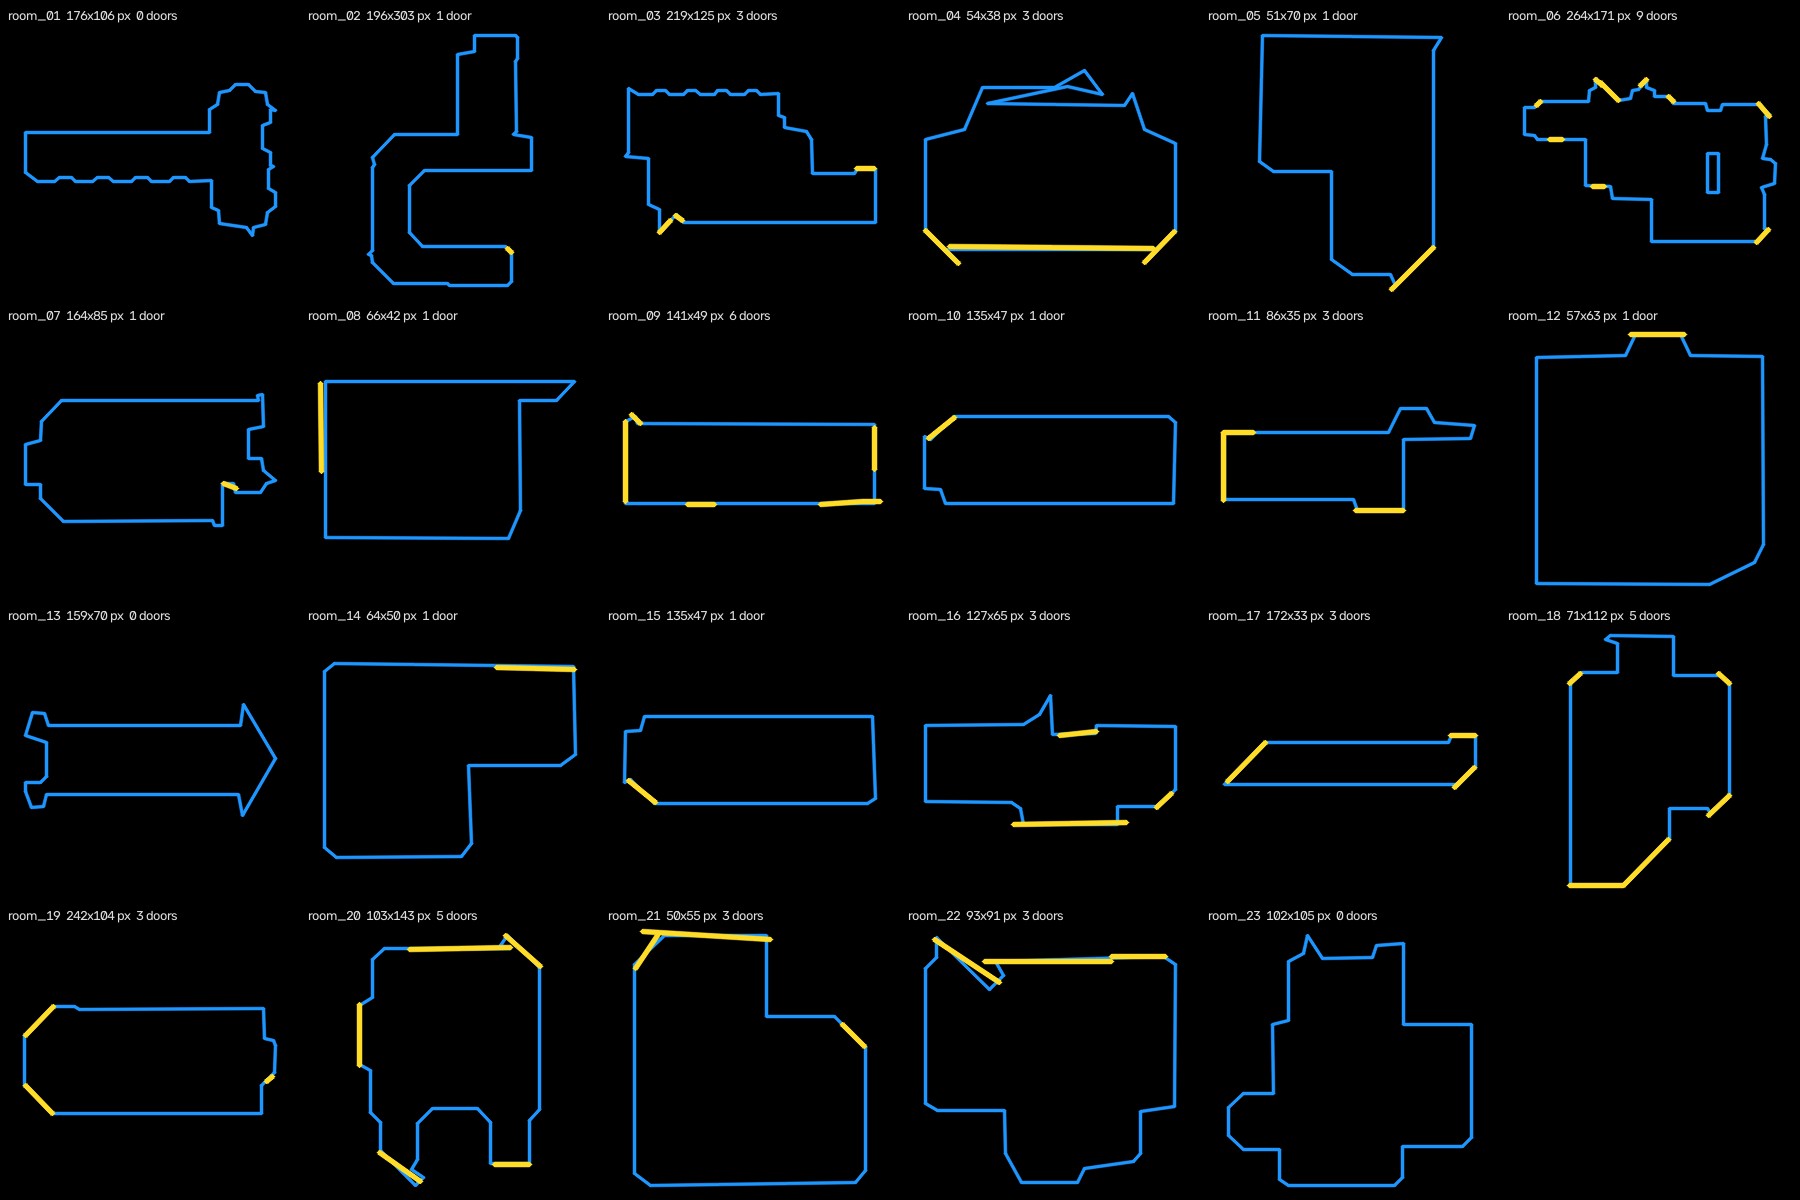 room_01 176x106 px 0 doors
room_02 196x303 px 1 door
room_03 219x125 px 3 doors
room_04 54x38 px 3 doors
room_05 51x70 px 1 door
room_06 264x171 px 9 doors
room_07 164x85 px 1 door
room_08 66x42 px 1 door
room_09 141x49 px 6 doors
room_10 135x47 px 1 door
room_11 86x35 px 3 doors
room_12 57x63 px 1 door
room_13 159x70 px 0 doors
room_14 64x50 px 1 door
room_15 135x47 px 1 door
room_16 127x65 px 3 doors
room_17 172x33 px 3 doors
room_18 71x112 px 5 doors
room_19 242x104 px 3 doors
room_20 103x143 px 5 doors
room_21 50x55 px 3 doors
room_22 93x91 px 3 doors
room_23 102x105 px 0 doors